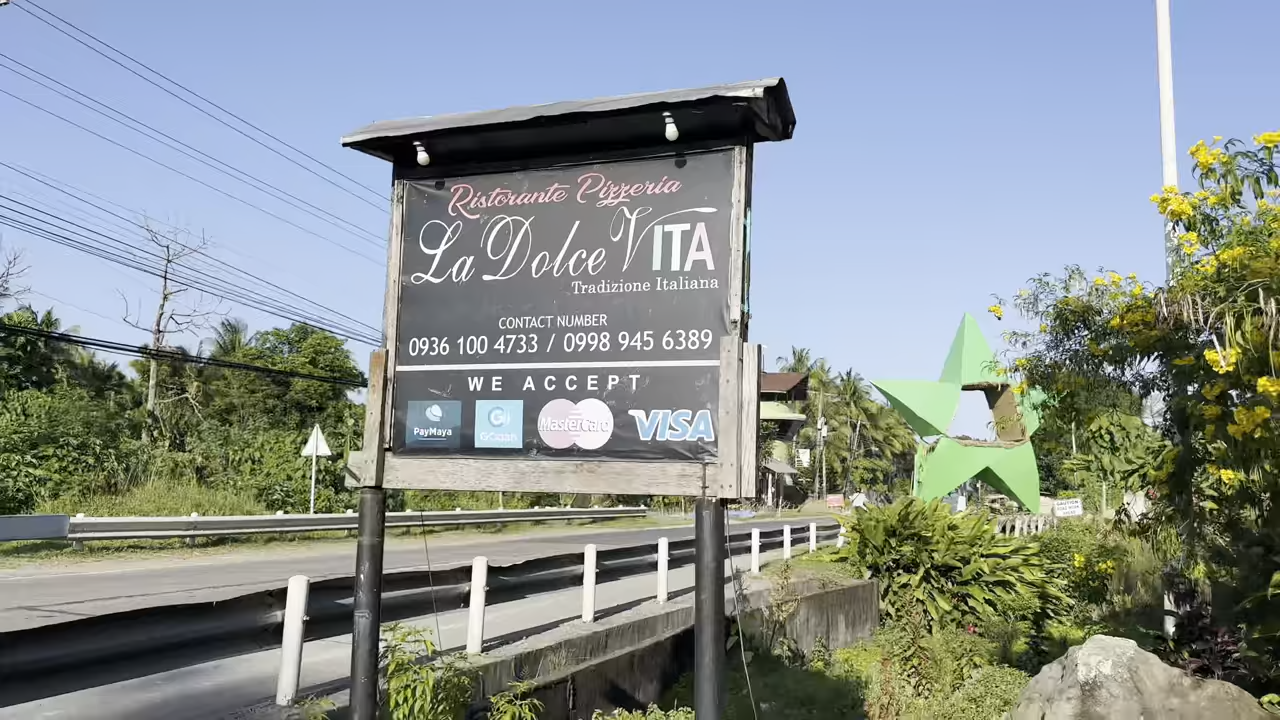 Ristorante Pizzeria
La Dolce VITA
Tradizione Italiana
CONTACT NUMBER
0936 100 4733 / 0998 945 6389
WE ACCEPT
PayMaya GCash MasterCard VISA